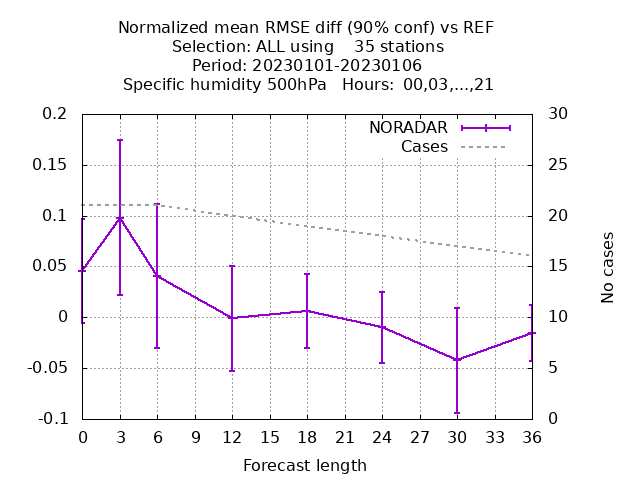 Normalized mean RMSE diff (90% conf) vs REF
Selection: ALL using    35 stations
Period: 20230101-20230106
Specific humidity 500hPa   Hours: 00,03,...,21
NORADAR
Cases
0.2
0.15
0.1
0.05
0
-0.05
-0.1
30
25
20
15
10
5
0
No cases
0 3 6 9 12 15 18 21 24 27 30 33 36
Forecast length